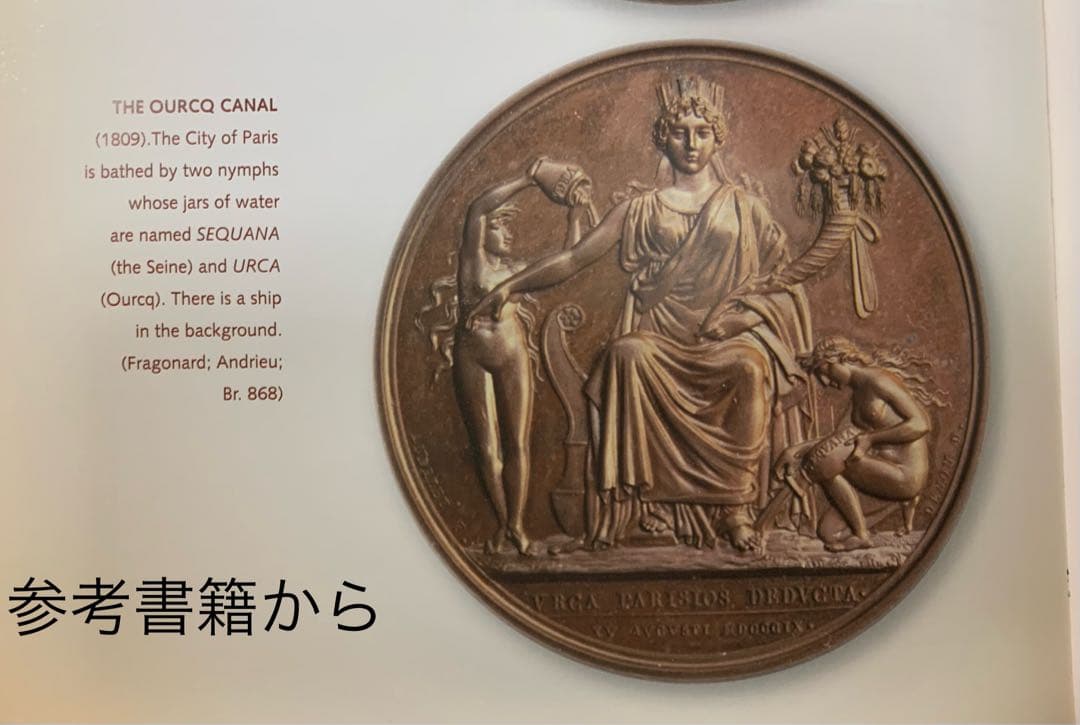 THE OURCQ CANAL
(1809).The City of Paris
is bathed by two nymphs
whose jars of water
are named SEQUANA
(the Seine) and URCA
(Ourcq). There is a ship
in the background.
(Fragonard; Andrieu;
Br. 868)
VRCA PARISIOS DEDVCTA.
XV AVGVSTI MDCCCIX.
参考書籍から